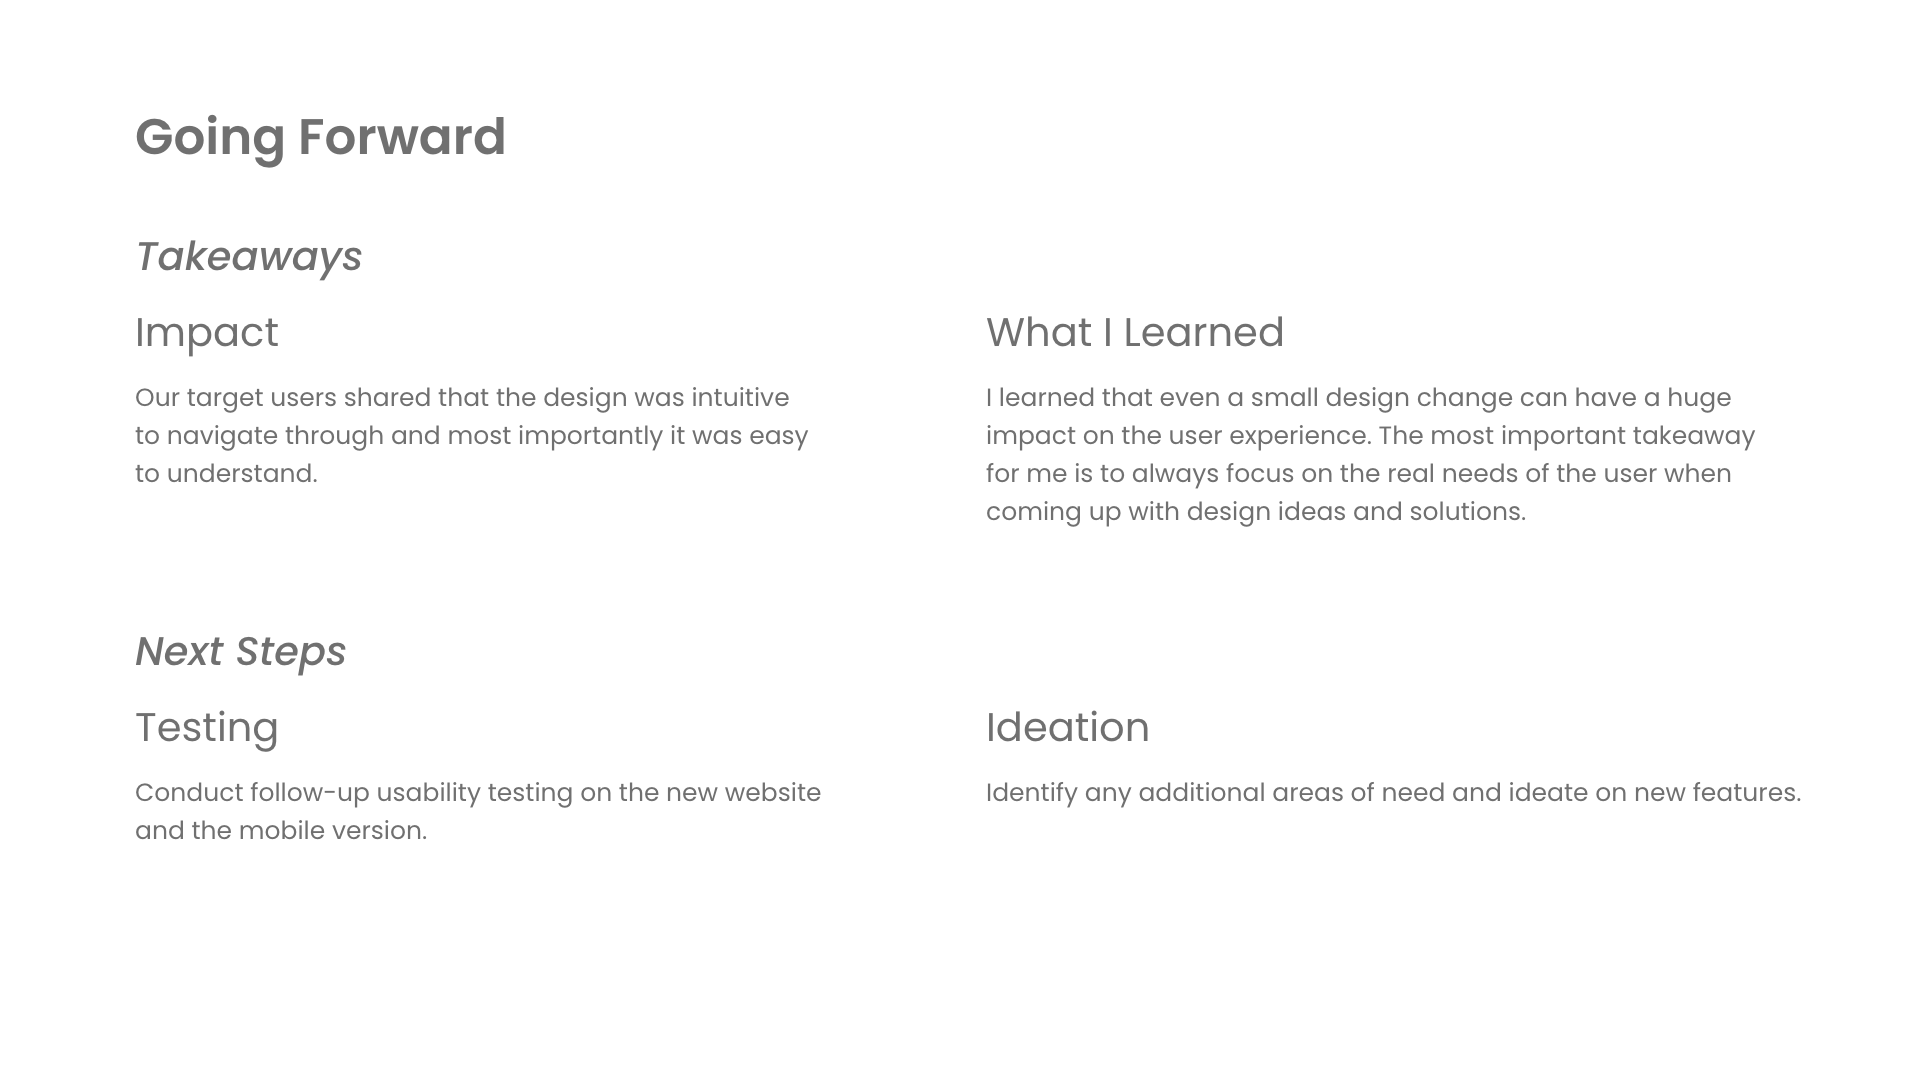 Going Forward
Takeaways
Impact
Our target users shared that the design was intuitive
to navigate through and most importantly it was easy
to understand.
What I Learned
I learned that even a small design change can have a huge
impact on the user experience. The most important takeaway
for me is to always focus on the real needs of the user when
coming up with design ideas and solutions.
Next Steps
Testing
Conduct follow-up usability testing on the new website
and the mobile version.
Ideation
Identify any additional areas of need and ideate on new features.